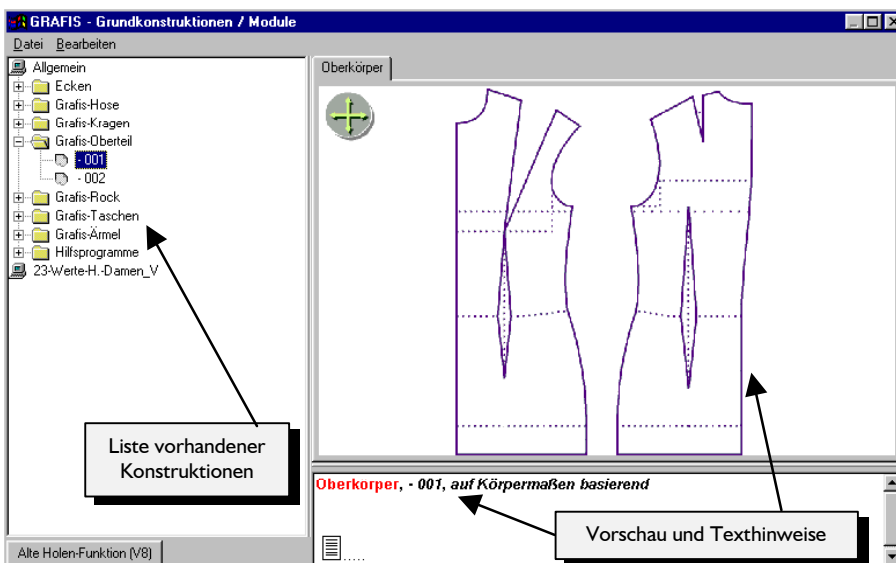 GRAFIS - Grundkonstruktionen / Module
Datei Bearbeiten
Allgemein
Ecken
Grafis-Hose
Grafis-Kragen
Grafis-Oberteil
- 001
- 002
Grafis-Rock
Grafis-Taschen
Grafis-Ärmel
Hilfsprogramme
23-Werte-H.-Damen_V
Liste vorhandener
Konstruktionen
Alte Holen-Funktion (V8)
Oberkörper
Oberkorper, - 001, auf Körpermaßen basierend
Vorschau und Texthinweise
.....